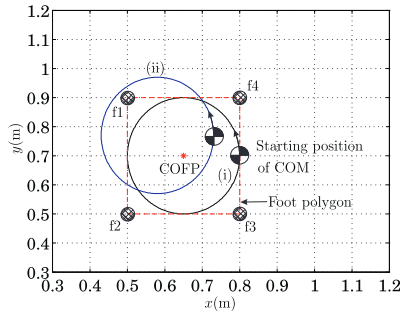 1.2
1.1
1
0.9
0.8
0.7
0.6
0.5
0.4
0.3
y(m)
(ii)
f1
f4
COFP
(i)
Starting position
of COM
Foot polygon
f2
f3
0.3 0.4 0.5 0.6 0.7 0.8 0.9 1 1.1 1.2
x(m)